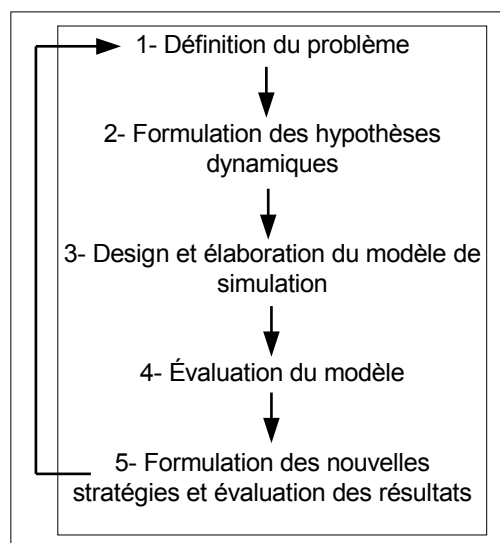 1- Définition du problème
2- Formulation des hypothèses
dynamiques
3- Design et élaboration du modèle de
simulation
4- Évaluation du modèle
5- Formulation des nouvelles
stratégies et évaluation des résultats